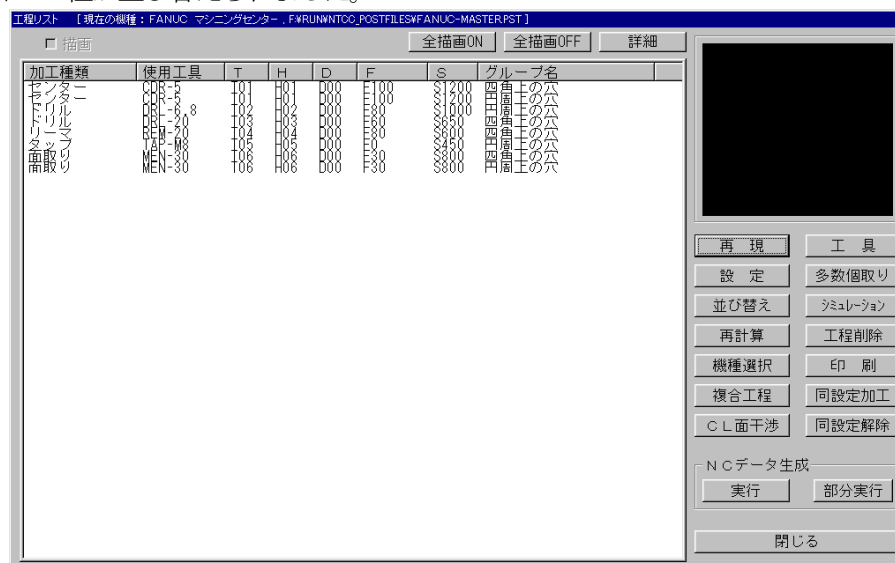 工程リスト　[現在の機種：FANUC マシニングセンター , F:¥RUN¥NTCC_POSTFILES¥FANUC-MASTER.PST]
描画 全描画ON 全描画OFF 詳細
加工種類 使用工具 T H D F S グループ名
センター CDR-5 T01 H01 D00 F100 S1200 四角上の穴
センター CDR-5 T01 H01 D00 F100 S1200 円周上の穴
ドリル DRL-6.8 T02 H02 D00 F80 S1000 円周上の穴
ドリル DRL-20 T03 H03 D00 F60 S650 四角上の穴
リーマ REM-20 T04 H04 D00 F80 S600 四角上の穴
タップ TAP-M8 T05 H05 D00 F0 S450 円周上の穴
面取り MEN-30 T06 H06 D00 F30 S800 四角上の穴
面取り MEN-30 T06 H06 D00 F30 S800 円周上の穴
再　現 工　具
設　定 多数個取り
並び替え シミュレーション
再計算 工程削除
機種選択 印　刷
複合工程 同設定加工
ＣＬ面干渉 同設定解除
ＮＣデータ生成
実行 部分実行
閉じる